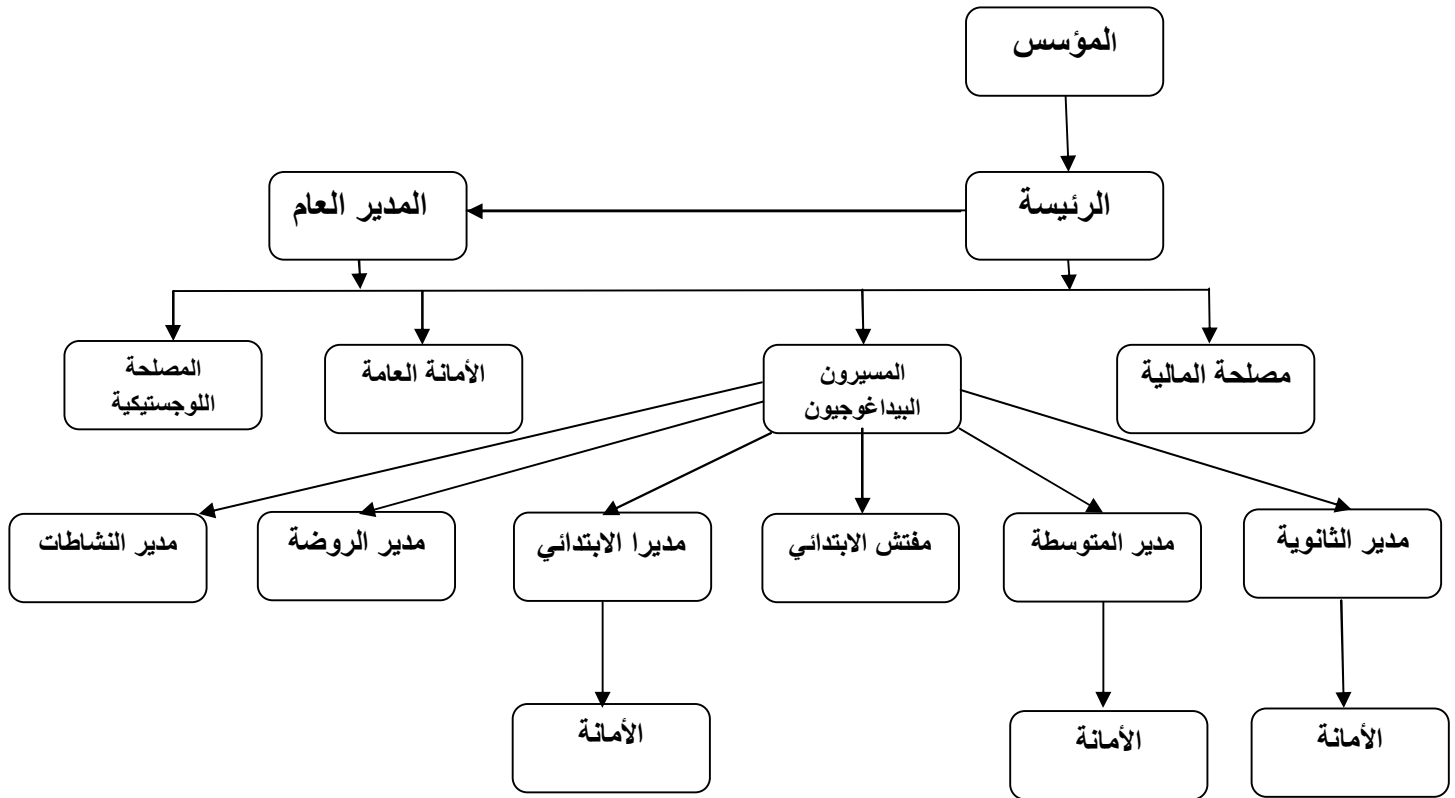 المؤسس
الرئيسة
المدير العام
مصلحة المالية
المسيرون
البيداغوجيون
الأمانة العامة
المصلحة
اللوجستيكية
مدير الثانوية
مدير المتوسطة
مفتش الابتدائي
مديرا الابتدائي
مدير الروضة
مدير النشاطات
الأمانة
الأمانة
الأمانة